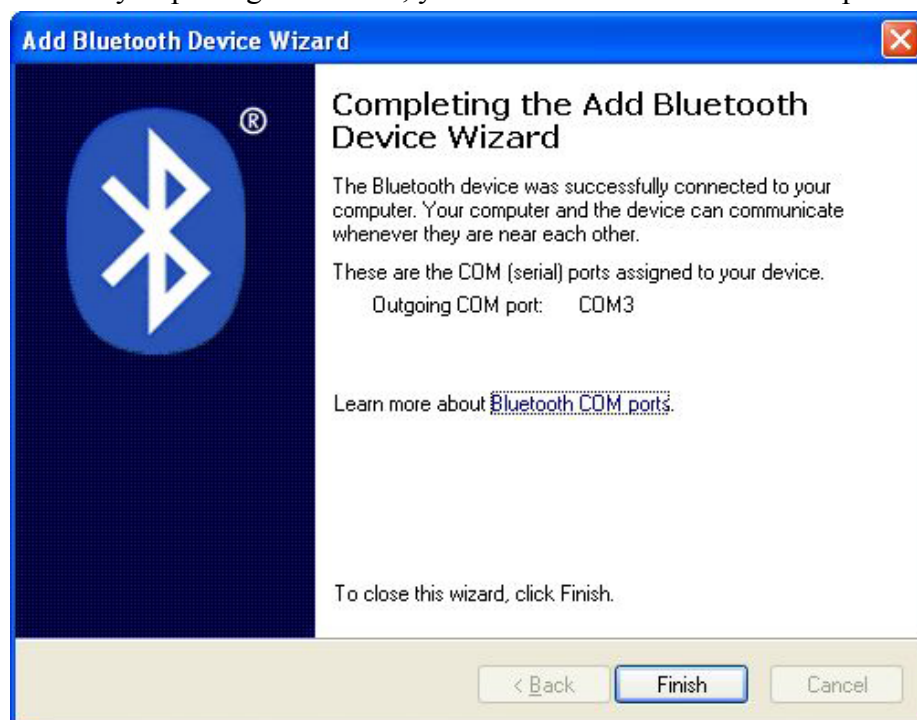 Add Bluetooth Device Wizard
®
Completing the Add Bluetooth
Device Wizard
The Bluetooth device was successfully connected to your
computer. Your computer and the device can communicate
whenever they are near each other.
These are the COM (serial) ports assigned to your device.
Outgoing COM port: COM3
Learn more about Bluetooth COM ports.
To close this wizard, click Finish.
< Back Finish Cancel